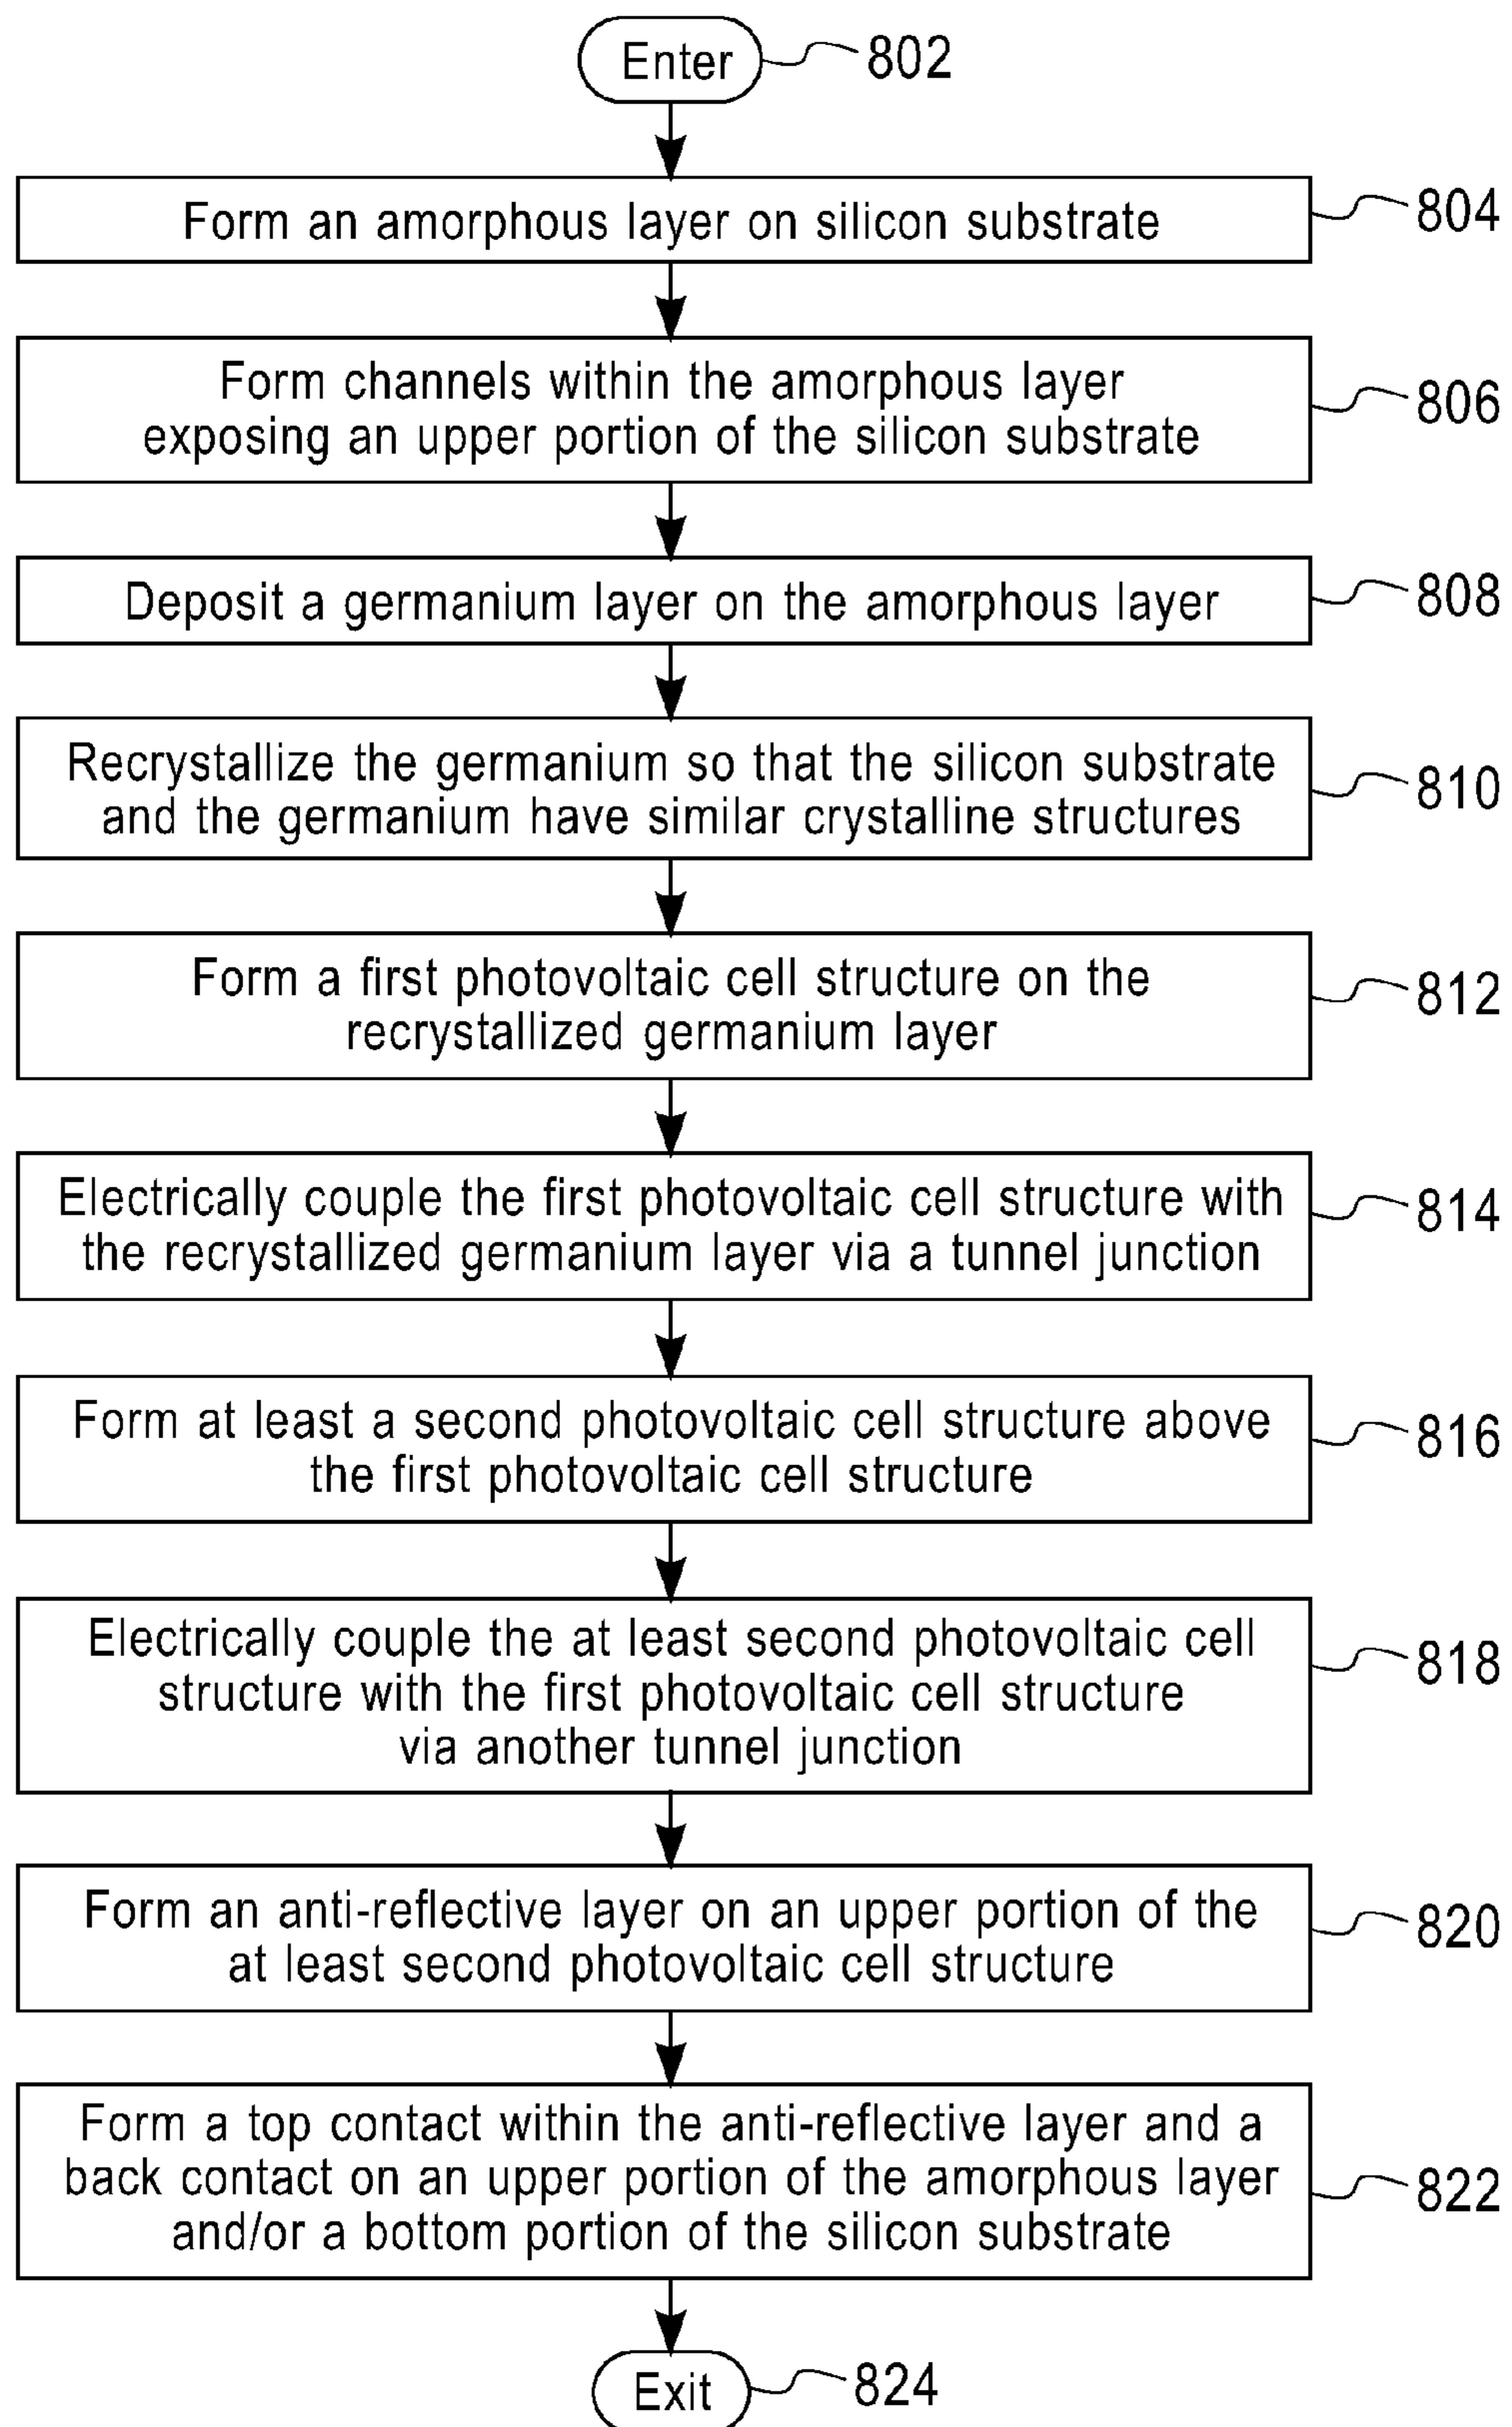 Enter
802
Form an amorphous layer on silicon substrate
804
Form channels within the amorphous layer
exposing an upper portion of the silicon substrate
806
Deposit a germanium layer on the amorphous layer
808
Recrystallize the germanium so that the silicon substrate
and the germanium have similar crystalline structures
810
Form a first photovoltaic cell structure on the
recrystallized germanium layer
812
Electrically couple the first photovoltaic cell structure with
the recrystallized germanium layer via a tunnel junction
814
Form at least a second photovoltaic cell structure above
the first photovoltaic cell structure
816
Electrically couple the at least second photovoltaic cell
structure with the first photovoltaic cell structure
via another tunnel junction
818
Form an anti-reflective layer on an upper portion of the
at least second photovoltaic cell structure
820
Form a top contact within the anti-reflective layer and a
back contact on an upper portion of the amorphous layer
and/or a bottom portion of the silicon substrate
822
Exit
824